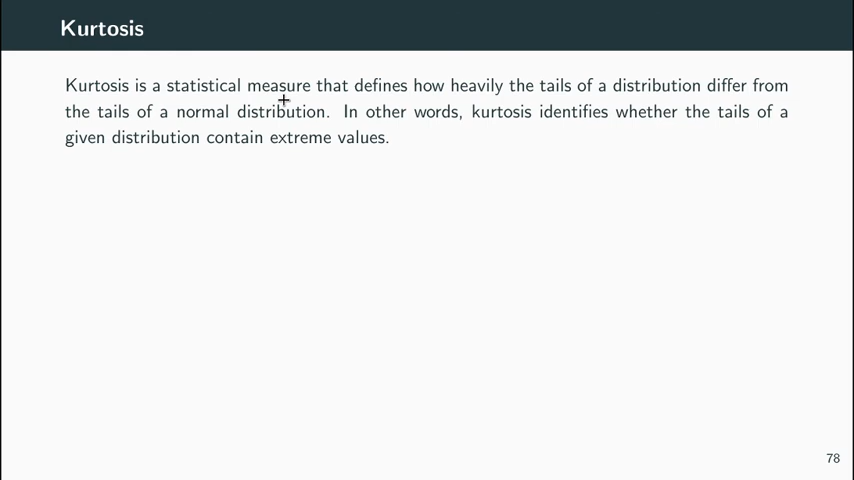 Kurtosis
Kurtosis is a statistical measure that defines how heavily the tails of a distribution differ from
the tails of a normal distribution. In other words, kurtosis identifies whether the tails of a
given distribution contain extreme values.
78